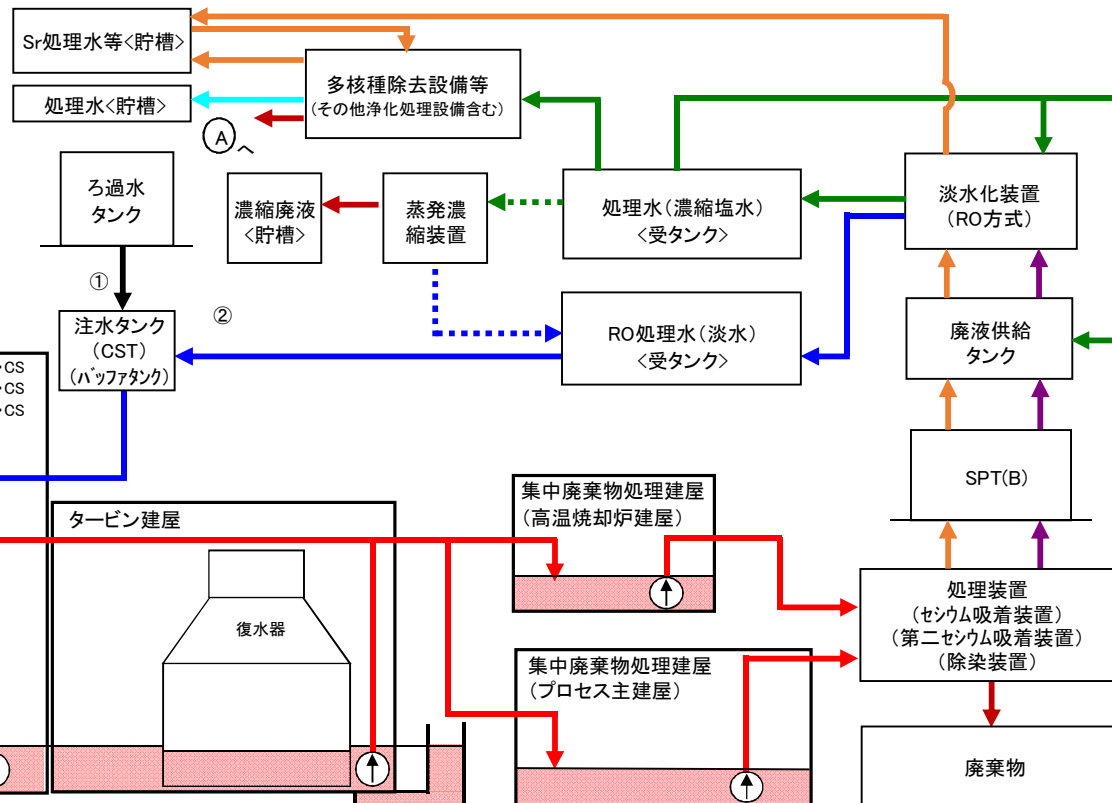 Sr処理水等<貯槽>
処理水<貯槽>
多核種除去設備等
(その他浄化処理設備含む)
Aへ
ろ過水
タンク
濃縮廃液
<貯槽>
蒸発濃
縮装置
処理水(濃縮塩水)
<受タンク>
淡水化装置
(RO方式)
①
②
注水タンク
(CST)
(バッファタンク)
RO処理水(淡水)
<受タンク>
廃液供給
タンク
・CS
・CS
・CS
SPT(B)
タービン建屋
復水器
集中廃棄物処理建屋
(高温焼却炉建屋)
集中廃棄物処理建屋
(プロセス主建屋)
処理装置
(セシウム吸着装置)
(第二セシウム吸着装置)
(除染装置)
廃棄物